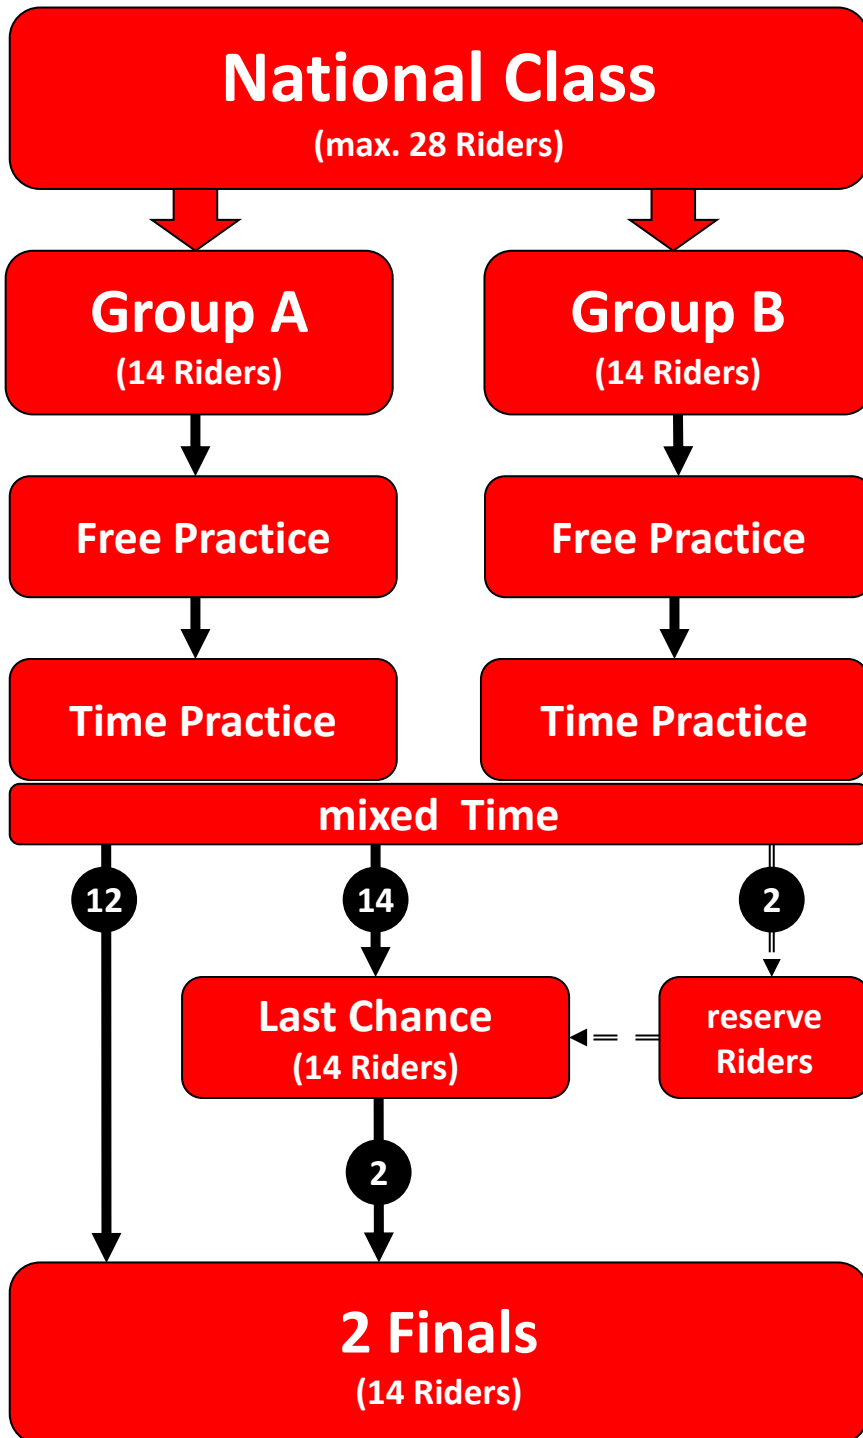 National Class
(max. 28 Riders)
Group A
(14 Riders)
Group B
(14 Riders)
Free Practice
Free Practice
Time Practice
Time Practice
mixed  Time
12
14
2
Last Chance
(14 Riders)
reserve
Riders
2
2 Finals
(14 Riders)